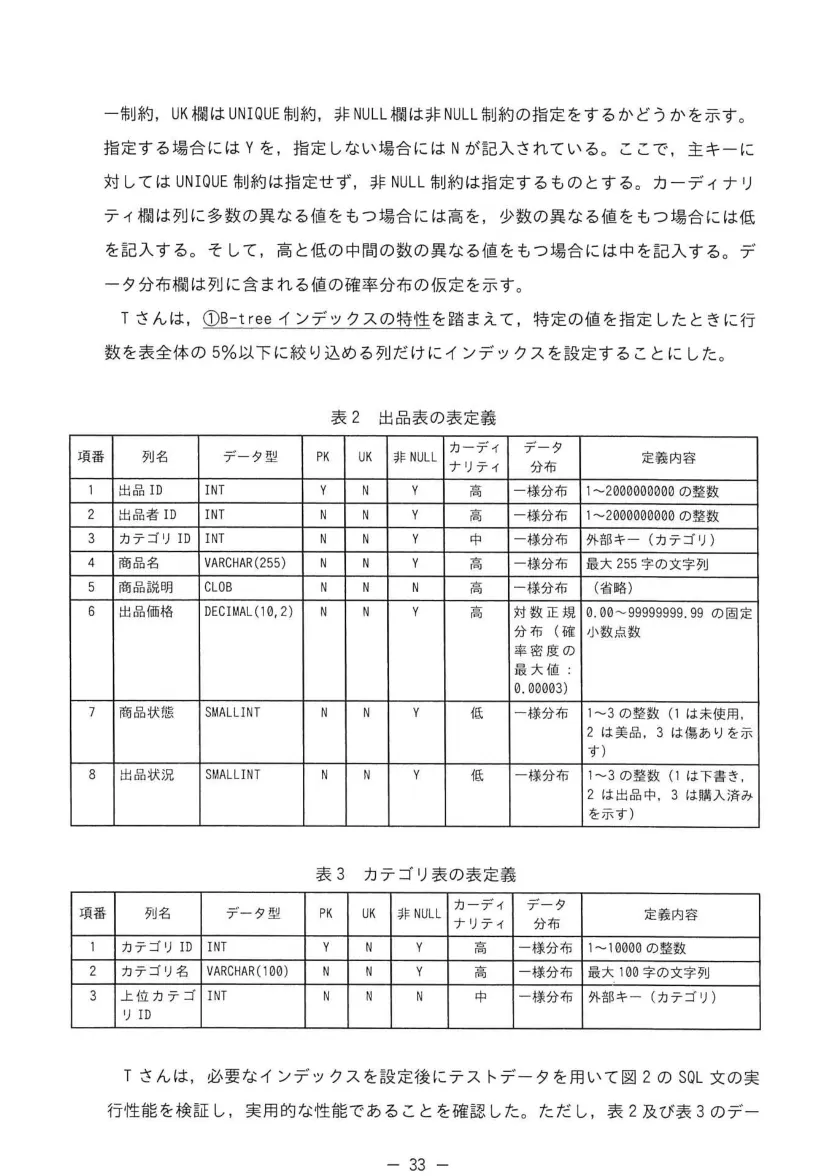 一制約，UK欄はUNIQUE制約，非NULL欄は非NULL制約の指定をするかどうかを示す。
指定する場合にはYを，指定しない場合にはNが記入されている。ここで，主キーに
対してはUNIQUE制約は指定せず，非NULL制約は指定するものとする。カーディナリ
ティ欄は列に多数の異なる値をもつ場合には高を，少数の異なる値をもつ場合には低
を記入する。そして，高と低の中間の数の異なる値をもつ場合には中を記入する。デ
ータ分布欄は列に含まれる値の確率分布の仮定を示す。
Tさんは，①B-treeインデックスの特性を踏まえて，特定の値を指定したときに行
数を表全体の5%以下に絞り込める列だけにインデックスを設定することにした。
表2 出品表の表定義
項番 列名 データ型 PK UK 非NULL カーディ データ 定義内容
ナリティ 分布
1 出品ID INT Y N Y 高 一様分布 1～2000000000の整数
2 出品者ID INT N N Y 高 一様分布 1～2000000000の整数
3 カテゴリID INT N N Y 中 一様分布 外部キー（カテゴリ）
4 商品名 VARCHAR(255) N N Y 高 一様分布 最大255字の文字列
5 商品説明 CLOB N N N 高 一様分布 （省略）
6 出品価格 DECIMAL(10,2) N N Y 高 対数正規 0.00～99999999.99の固定
分布（確 小数点数
率密度の
最大値：
0.00003)
7 商品状態 SMALLINT N N Y 低 一様分布 1～3の整数（1は未使用，
2は美品，3は傷ありを示
す）
8 出品状況 SMALLINT N N Y 低 一様分布 1～3の整数（1は下書き，
2は出品中，3は購入済み
を示す）
表3 カテゴリ表の表定義
項番 列名 データ型 PK UK 非NULL カーディ データ 定義内容
ナリティ 分布
1 カテゴリID INT Y N Y 高 一様分布 1～10000の整数
2 カテゴリ名 VARCHAR(100) N N Y 高 一様分布 最大100字の文字列
3 上位カテゴ INT N N N 中 一様分布 外部キー（カテゴリ）
リID
Tさんは，必要なインデックスを設定後にテストデータを用いて図2のSQL文の実
行性能を検証し，実用的な性能であることを確認した。ただし，表2及び表3のデー
－ 33 －